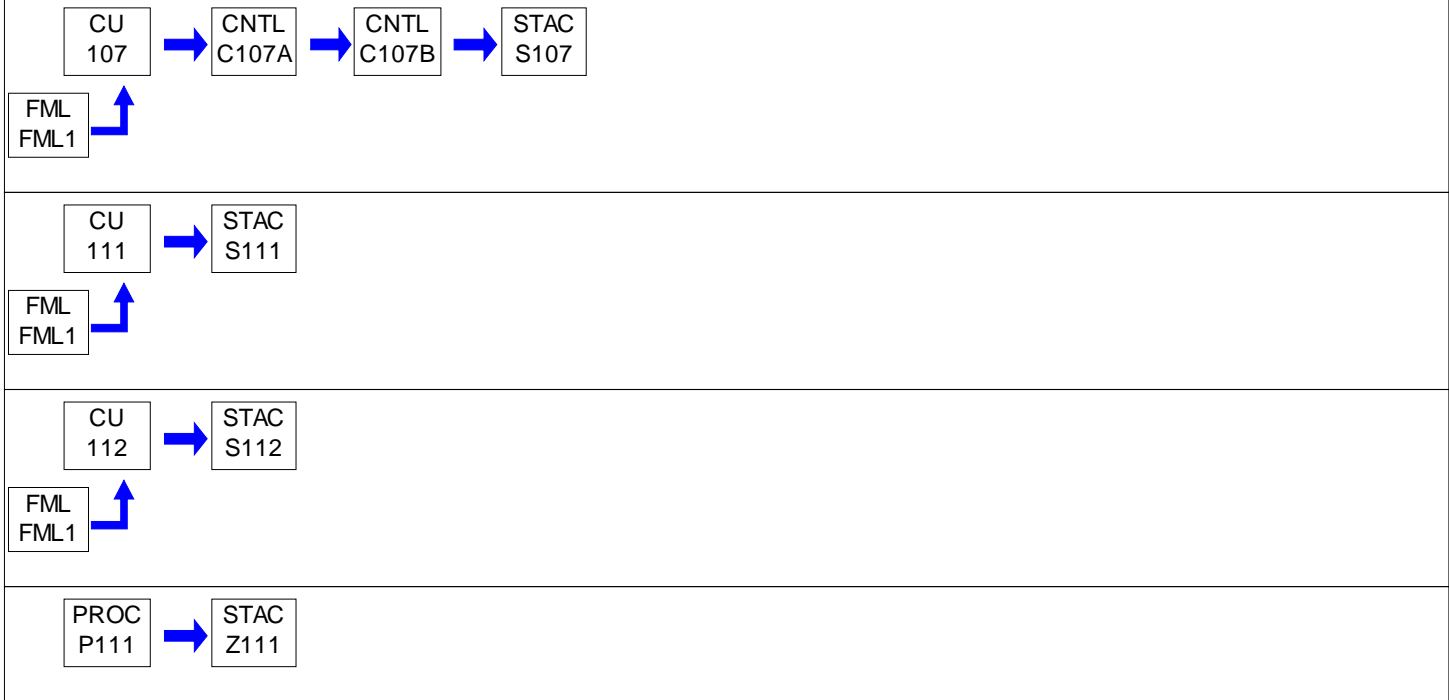 CU
107
CNTL
C107A
CNTL
C107B
STAC
S107
FML
FML1
CU
111
STAC
S111
FML
FML1
CU
112
STAC
S112
FML
FML1
PROC
P111
STAC
Z111